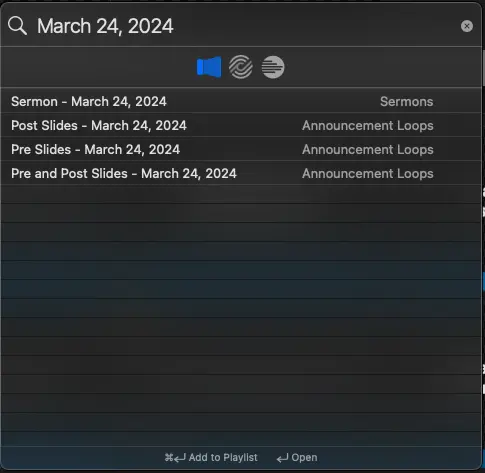 March 24, 2024
Sermon - March 24, 2024 Sermons
Post Slides - March 24, 2024 Announcement Loops
Pre Slides - March 24, 2024 Announcement Loops
Pre and Post Slides - March 24, 2024 Announcement Loops
⌘↵ Add to Playlist ↵ Open